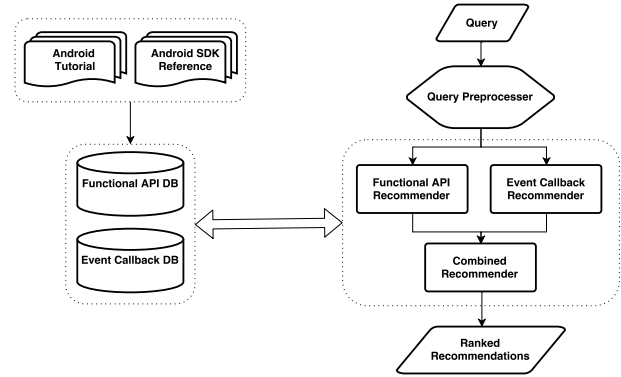 Android
Tutorial
Android SDK
Reference
Functional API DB
Event Callback DB
Query
Query Preprocesser
Functional API
Recommender
Event Callback
Recommender
Combined
Recommender
Ranked
Recommendations